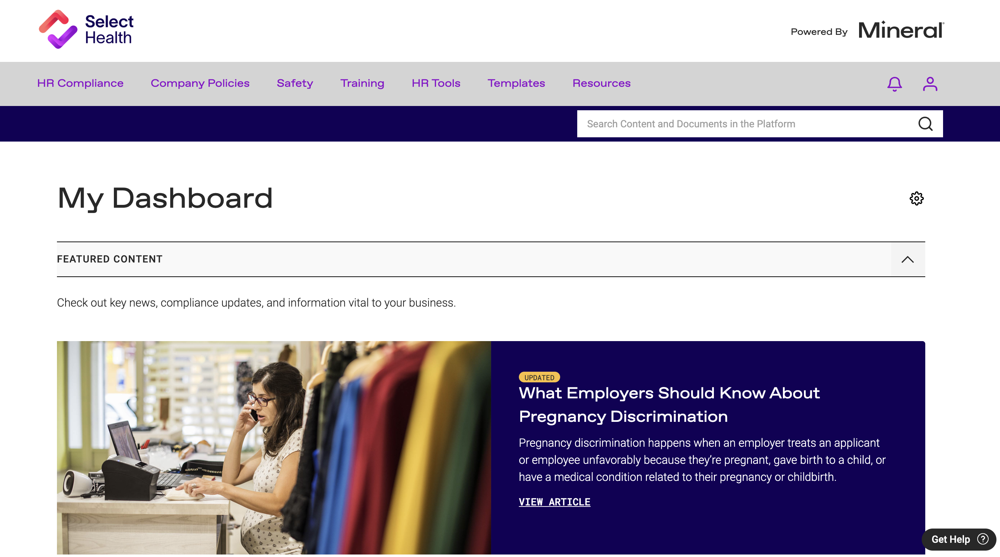 Select
Health
Powered By Mineral
HR Compliance Company Policies Safety Training HR Tools Templates Resources
Search Content and Documents in the Platform
My Dashboard
FEATURED CONTENT
Check out key news, compliance updates, and information vital to your business.
UPDATED
What Employers Should Know About
Pregnancy Discrimination
Pregnancy discrimination happens when an employer treats an applicant
or employee unfavorably because they’re pregnant, gave birth to a child, or
have a medical condition related to their pregnancy or childbirth.
VIEW ARTICLE
Get Help